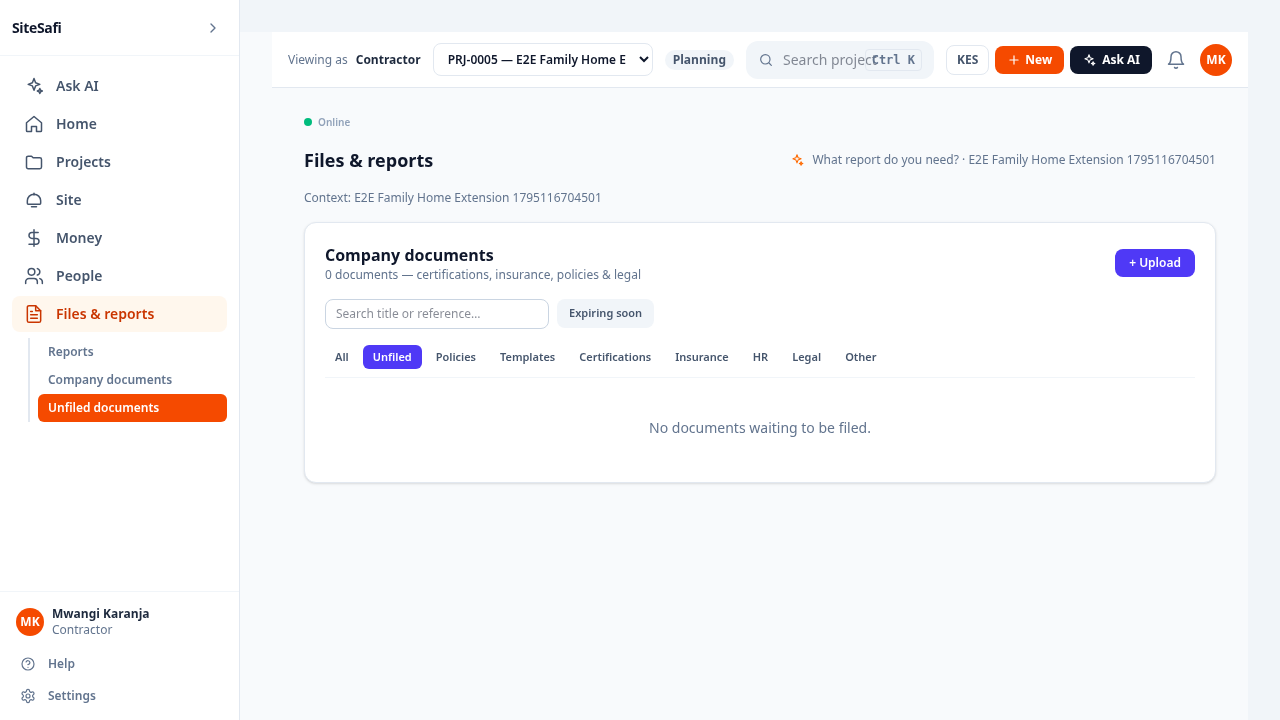 SiteSafi
Ask AI
Home
Projects
Site
Money
People
Files & reports
Reports
Company documents
Unfiled documents
MK
Mwangi Karanja
Contractor
Help
Settings
Viewing as Contractor
PRJ-0005 — E2E Family Home E
Planning
Search project
Ctrl K
KES
+ New
Ask AI
MK
Online
Files & reports
What report do you need? · E2E Family Home Extension 1795116704501
Context: E2E Family Home Extension 1795116704501
Company documents
0 documents — certifications, insurance, policies & legal
+ Upload
Search title or reference...
Expiring soon
All
Unfiled
Policies
Templates
Certifications
Insurance
HR
Legal
Other
No documents waiting to be filed.